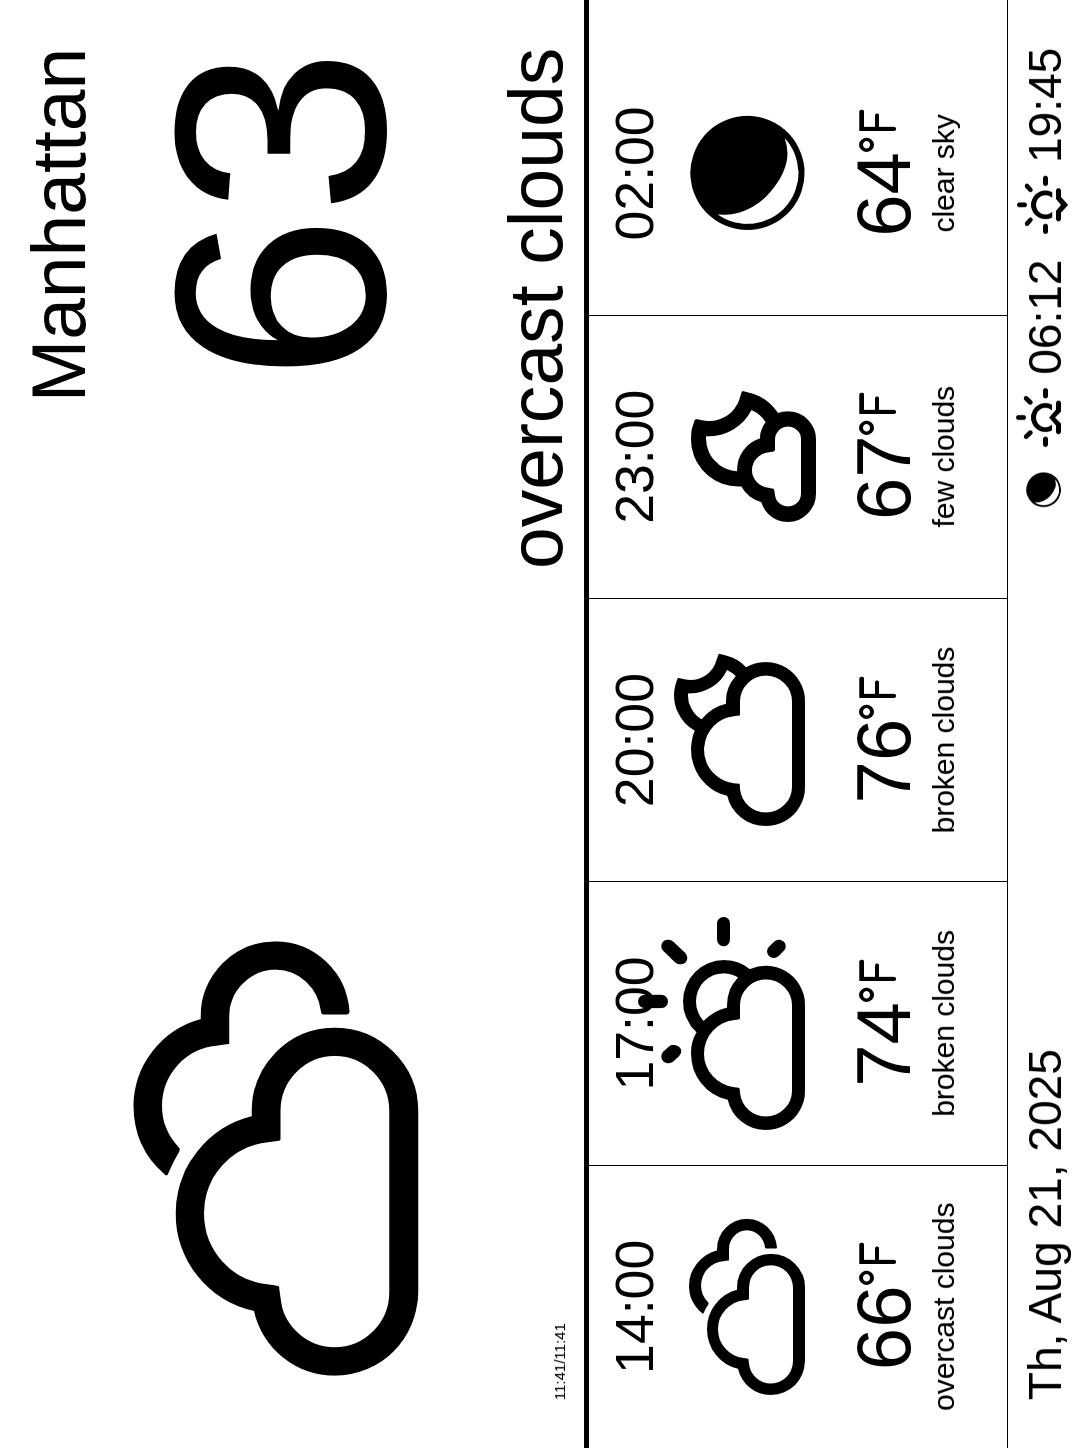 Manhattan
63
overcast clouds
11:41/11:41
14:00
66°F
overcast clouds
17:00
74°F
broken clouds
20:00
76°F
broken clouds
23:00
67°F
few clouds
02:00
64°F
clear sky
Th, Aug 21, 2025
06:12
19:45